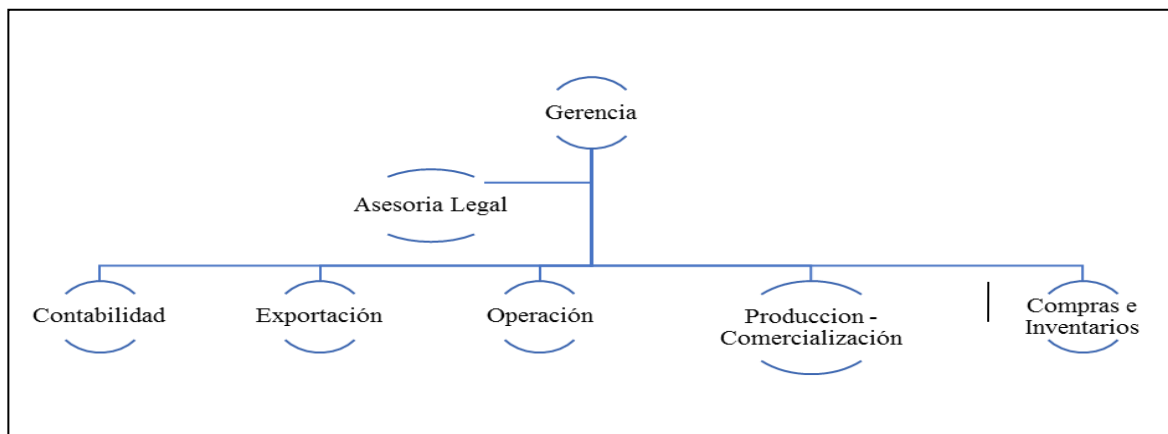 Gerencia
Asesoria Legal
Contabilidad
Exportación
Operación
Produccion -
Comercialización
Compras e
Inventarios